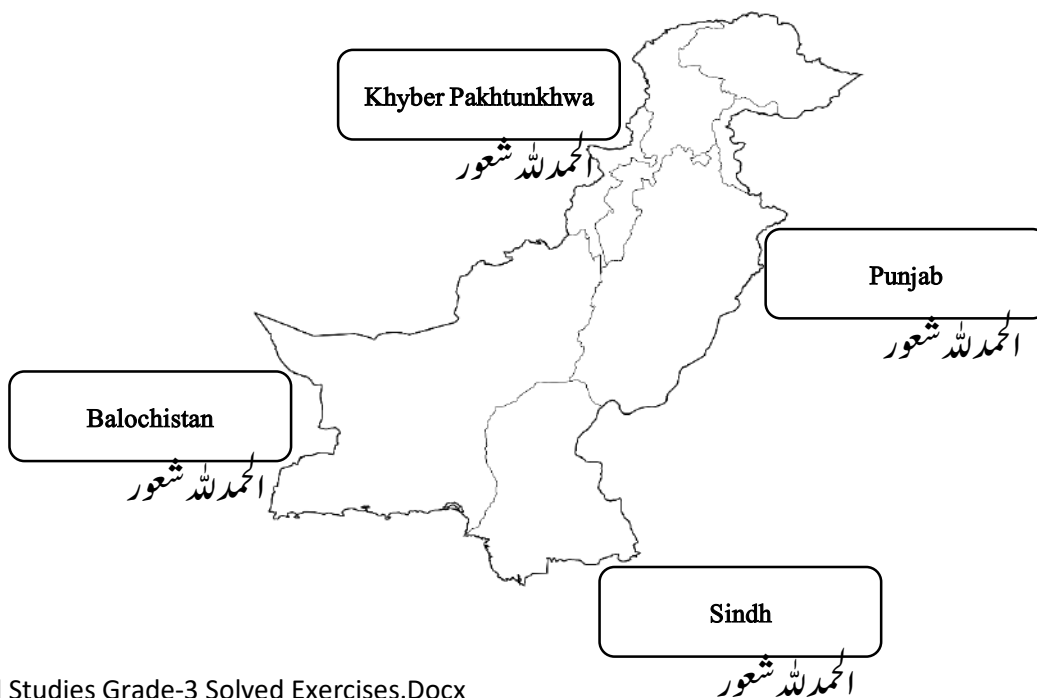 Khyber Pakhtunkhwa
الحمدللہ شعور
Punjab
الحمدللہ شعور
Balochistan
الحمدللہ شعور
Sindh
الحمدللہ شعور
Studies Grade-3 Solved Exercises.Docx